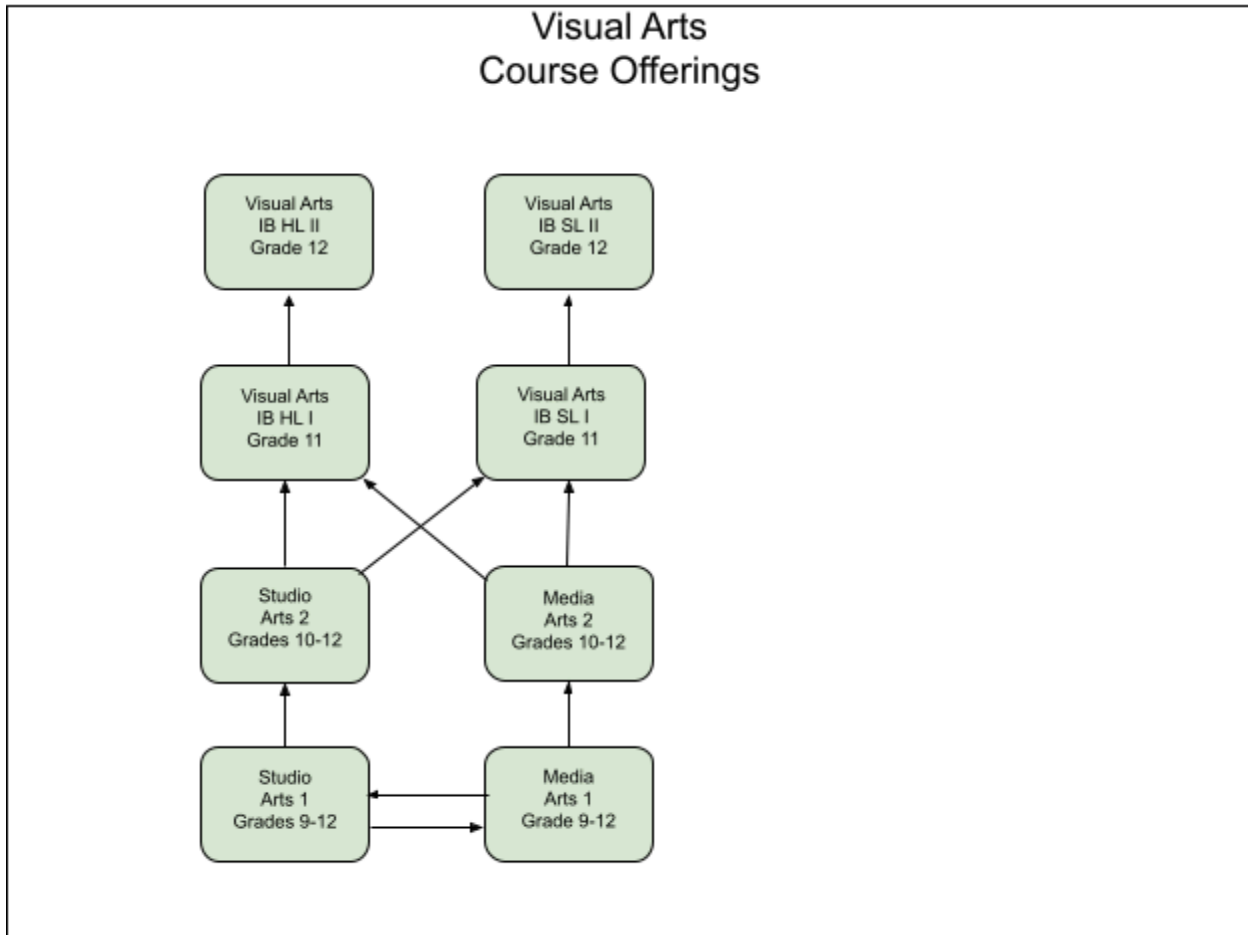 Visual Arts
Course Offerings
Visual Arts
IB HL II
Grade 12
Visual Arts
IB SL II
Grade 12
Visual Arts
IB HL I
Grade 11
Visual Arts
IB SL I
Grade 11
Studio
Arts 2
Grades 10-12
Media
Arts 2
Grades 10-12
Studio
Arts 1
Grades 9-12
Media
Arts 1
Grade 9-12